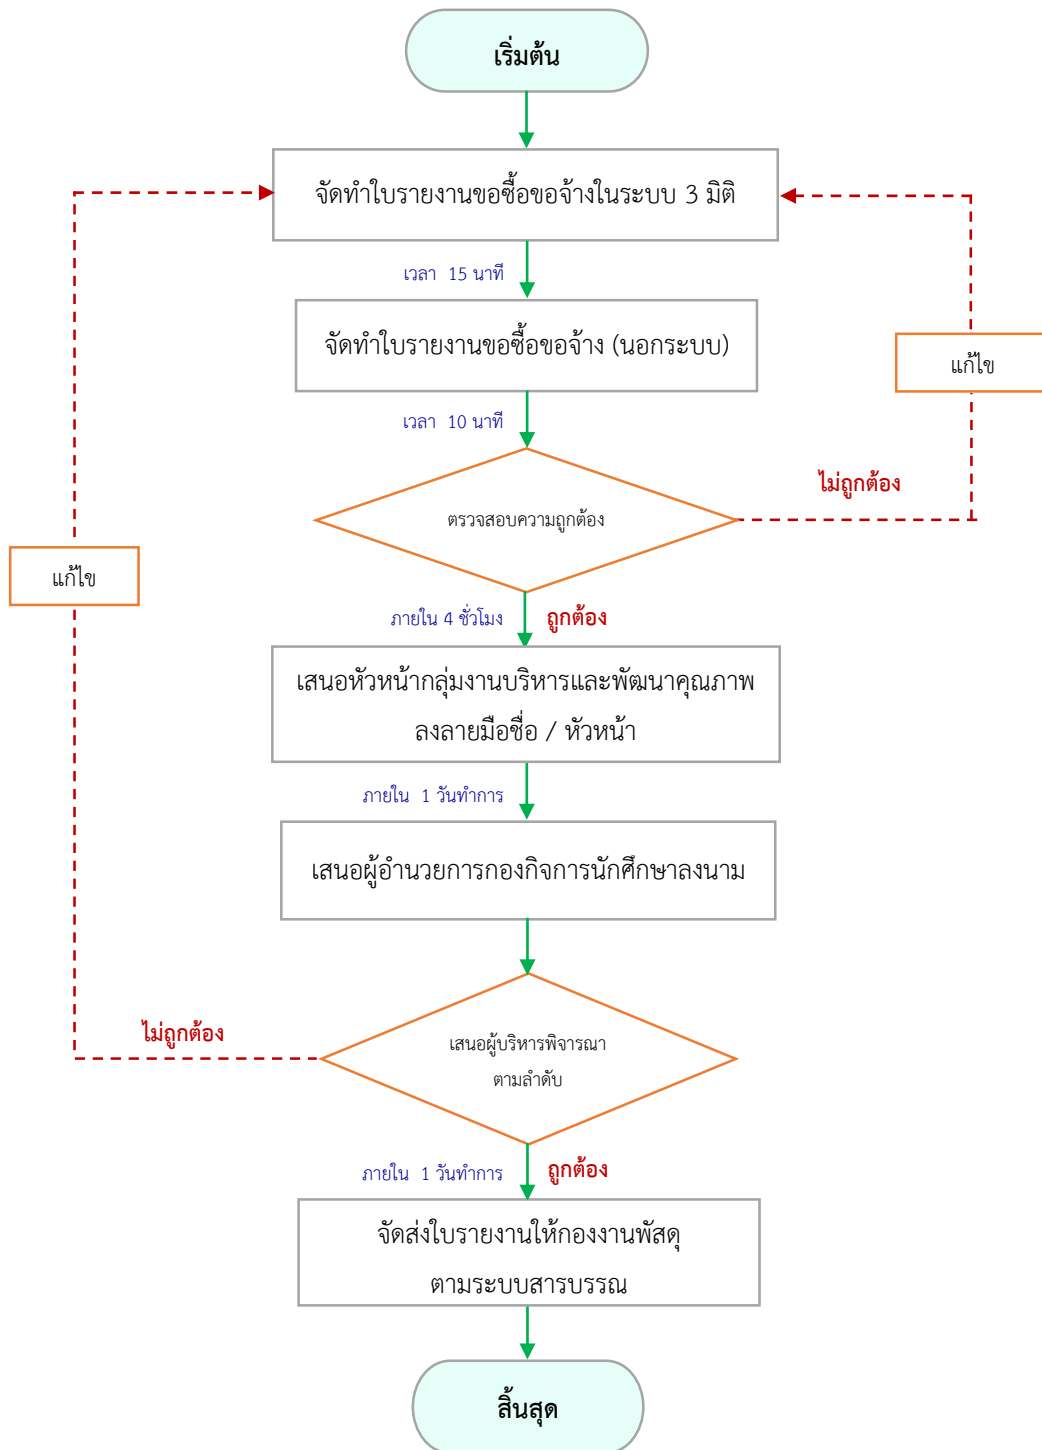 เริ่มต้น
จัดทำใบรายงานขอซื้อขอจ้างในระบบ 3 มิติ
เวลา 15 นาที
จัดทำใบรายงานขอซื้อขอจ้าง (นอกระบบ)
แก้ไข
เวลา 10 นาที
ไม่ถูกต้อง
ตรวจสอบความถูกต้อง
แก้ไข
ภายใน 4 ชั่วโมง
ถูกต้อง
เสนอหัวหน้ากลุ่มงานบริหารและพัฒนาคุณภาพ
ลงลายมือชื่อ / หัวหน้า
ภายใน 1 วันทำการ
เสนอผู้อำนวยการกองกิจการนักศึกษาลงนาม
ไม่ถูกต้อง
เสนอผู้บริหารพิจารณา
ตามลำดับ
ภายใน 1 วันทำการ
ถูกต้อง
จัดส่งใบรายงานให้กองงานพัสดุ
ตามระบบสารบรรณ
สิ้นสุด